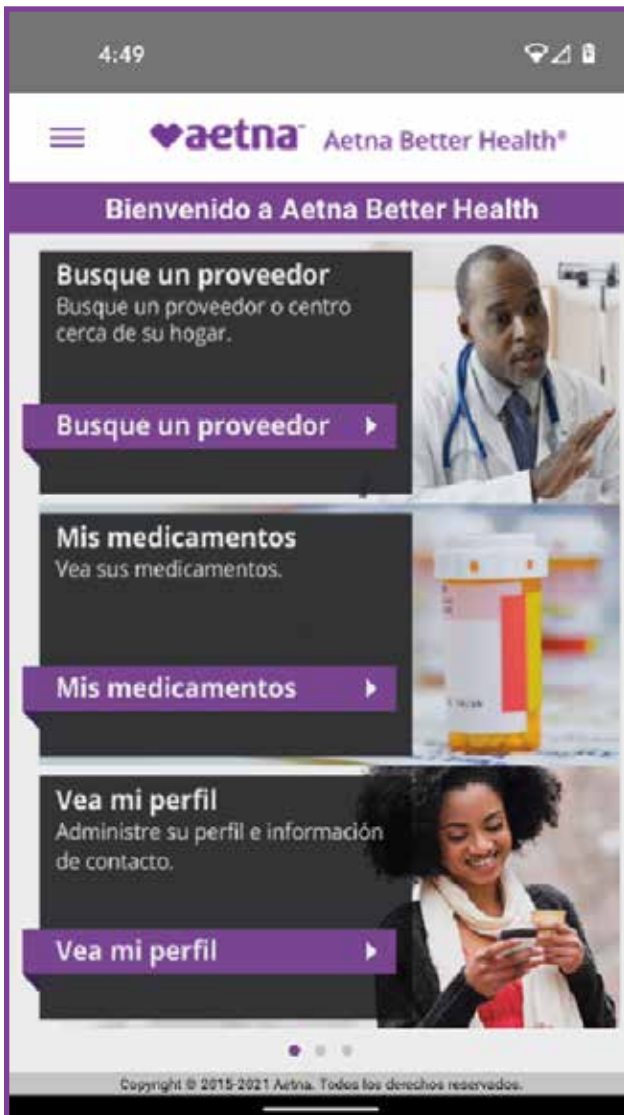 4:49
aetna™ Aetna Better Health®
Bienvenido a Aetna Better Health
Busque un proveedor
Busque un proveedor o centro
cerca de su hogar.
Busque un proveedor
Mis medicamentos
Vea sus medicamentos.
Mis medicamentos
Vea mi perfil
Administre su perfil e información
de contacto.
Vea mi perfil
Copyright © 2015-2021 Aetna. Todos los derechos reservados.